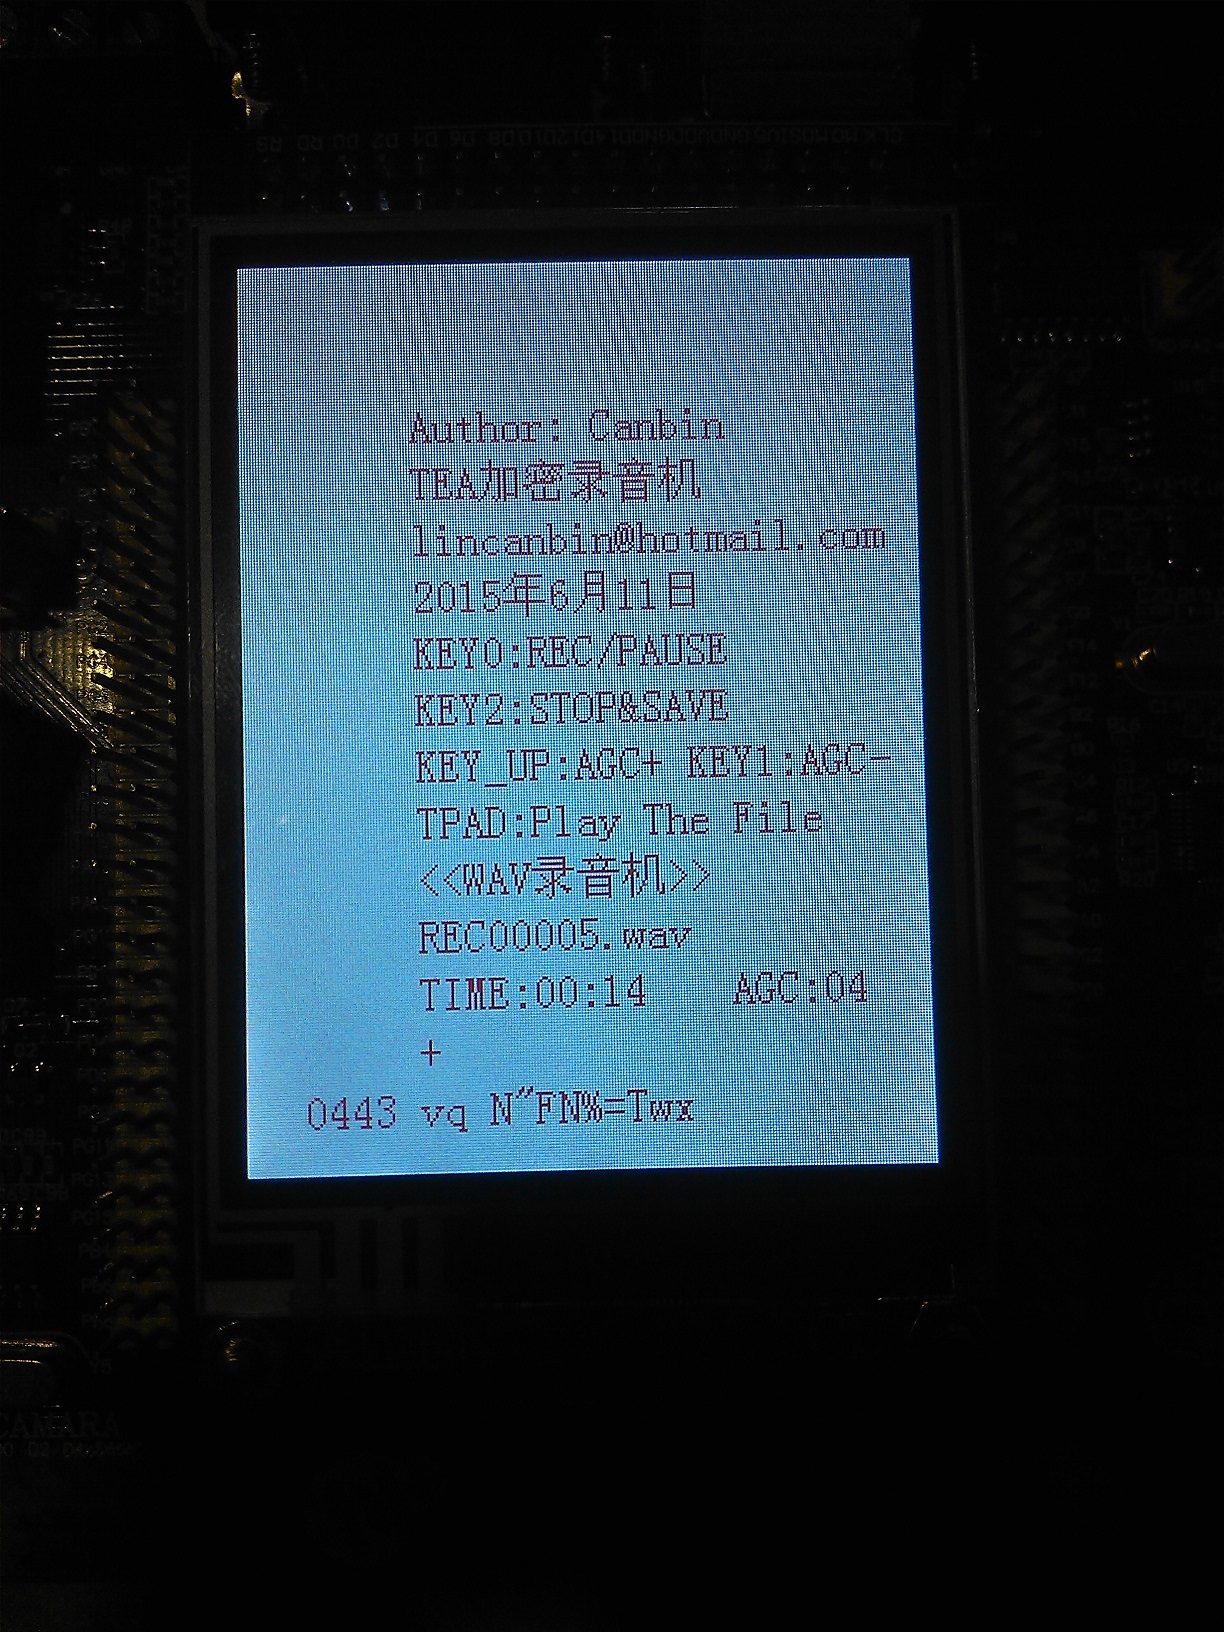 Author: Canbin
TEA加密录音机
lincanbin@hotmail.com
2015年6月11日
KEY0:REC/PAUSE
KEY2:STOP&SAVE
KEY_UP:AGC+ KEY1:AGC-
TPAD:Play The File
<<WAV录音机>>
REC00005.wav
TIME:00:14 AGC:04
+
0443 vq N"FN%=Twx
CAMARA